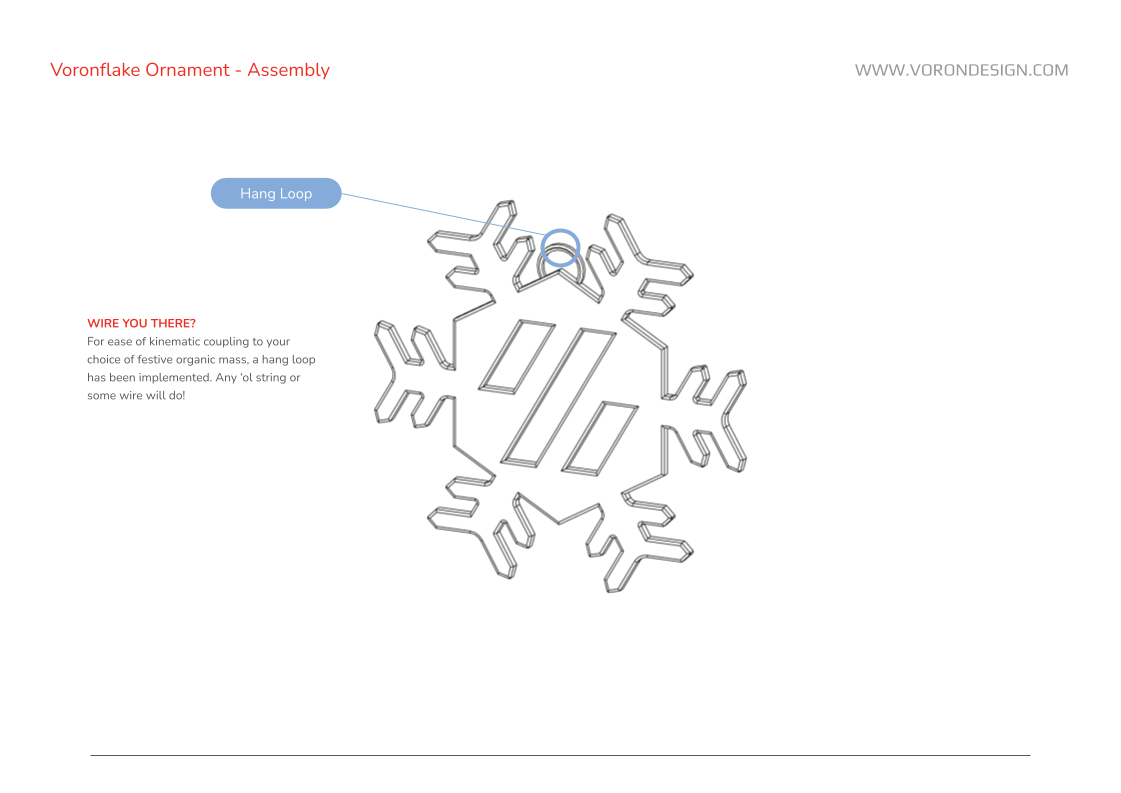 Voronflake Ornament - Assembly
WWW.VORONDESIGN.COM
Hang Loop
WIRE YOU THERE?
For ease of kinematic coupling to your
choice of festive organic mass, a hang loop
has been implemented. Any ‘ol string or
some wire will do!